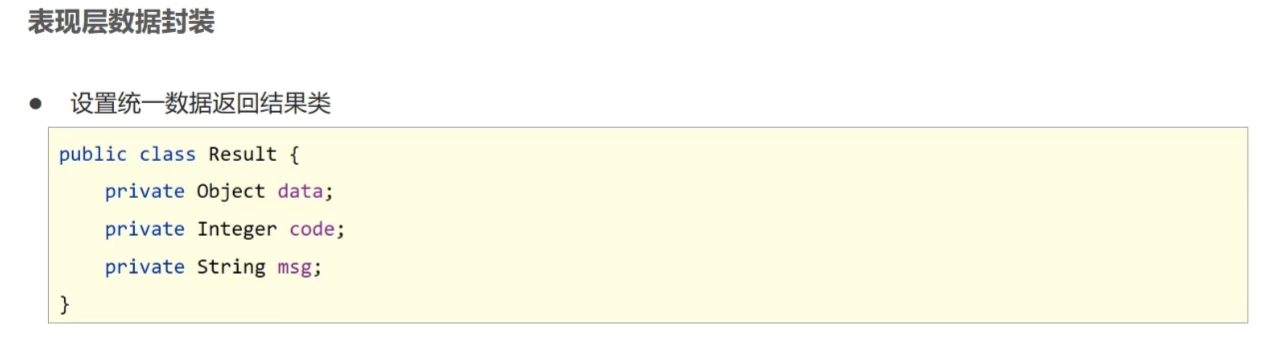 表现层数据封装
● 设置统一数据返回结果类
public class Result {
    private Object data;
    private Integer code;
    private String msg;
}